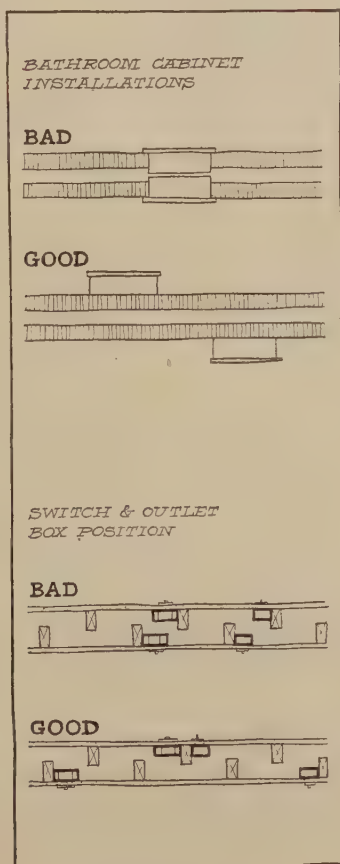 BATHROOM CABINET
INSTALLATIONS
BAD
GOOD
SWITCH & OUTLET
BOX POSITION
BAD
GOOD